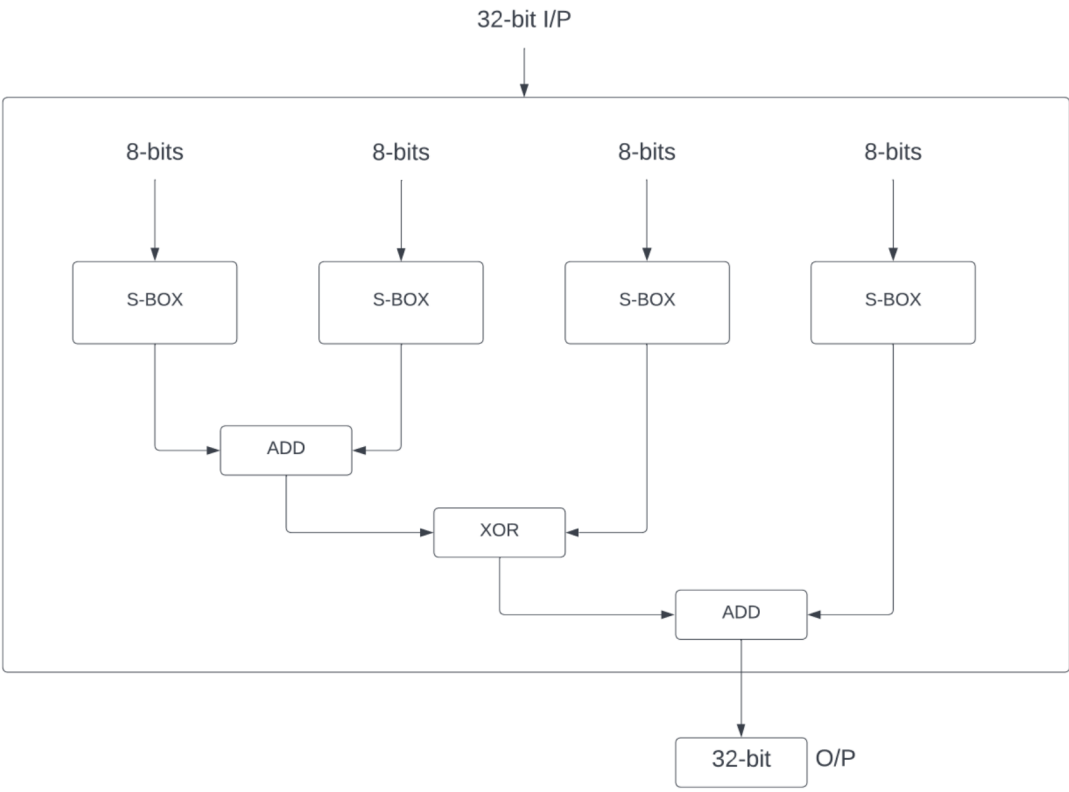 32-bit I/P
8-bits
8-bits
8-bits
8-bits
S-BOX
S-BOX
S-BOX
S-BOX
ADD
XOR
ADD
32-bit
O/P